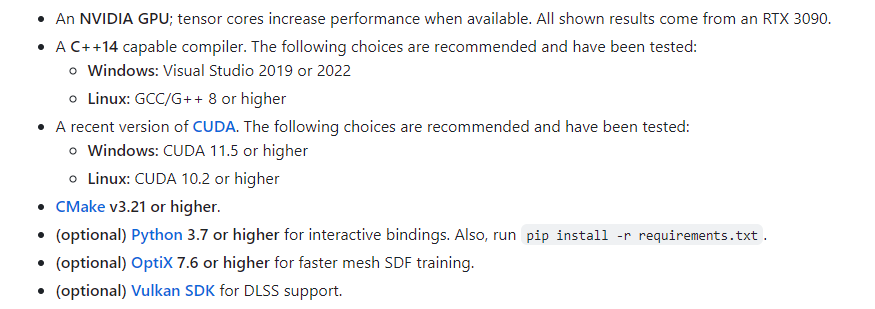 An NVIDIA GPU; tensor cores increase performance when available. All shown results come from an RTX 3090.
A C++14 capable compiler. The following choices are recommended and have been tested:
Windows: Visual Studio 2019 or 2022
Linux: GCC/G++ 8 or higher
A recent version of CUDA. The following choices are recommended and have been tested:
Windows: CUDA 11.5 or higher
Linux: CUDA 10.2 or higher
CMake v3.21 or higher.
(optional) Python 3.7 or higher for interactive bindings. Also, run pip install -r requirements.txt.
(optional) OptiX 7.6 or higher for faster mesh SDF training.
(optional) Vulkan SDK for DLSS support.